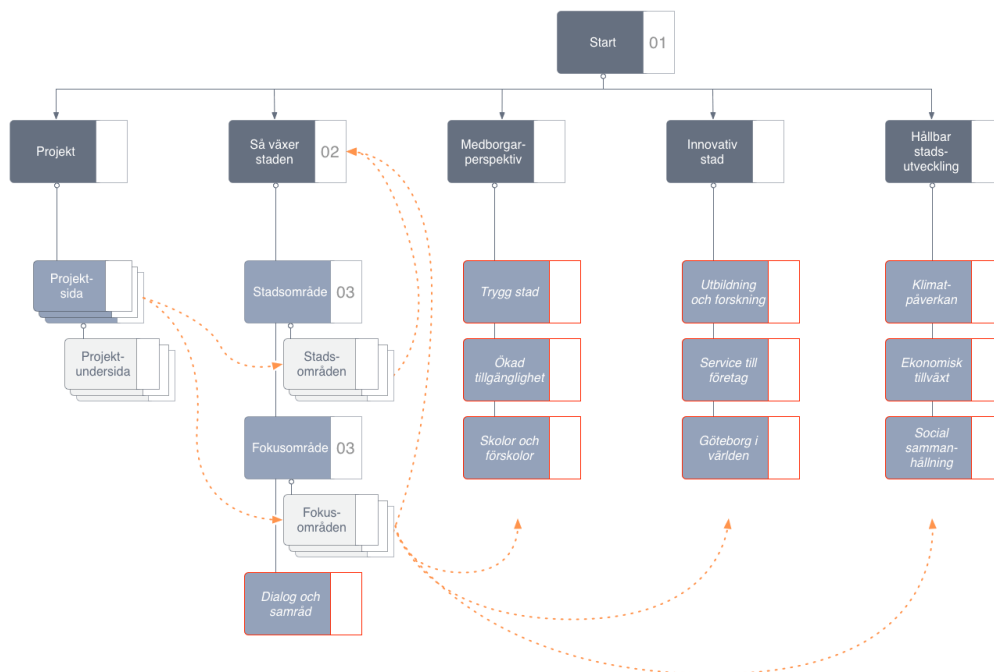 Start
01
Projekt
Så växer
staden
02
Medborgar-
perspektiv
Innovativ
stad
Hållbar
stads-
utveckling
Projekt-
sida
Projekt-
undersida
Stadsområde
03
Stads-
områden
Fokusområde
03
Fokus-
områden
Dialog och
samråd
Trygg stad
Ökad
tillgänglighet
Skolor och
förskolor
Utbildning
och forskning
Service till
företag
Göteborg i
världen
Klimat-
påverkan
Ekonomisk
tillväxt
Social
samman-
hållning